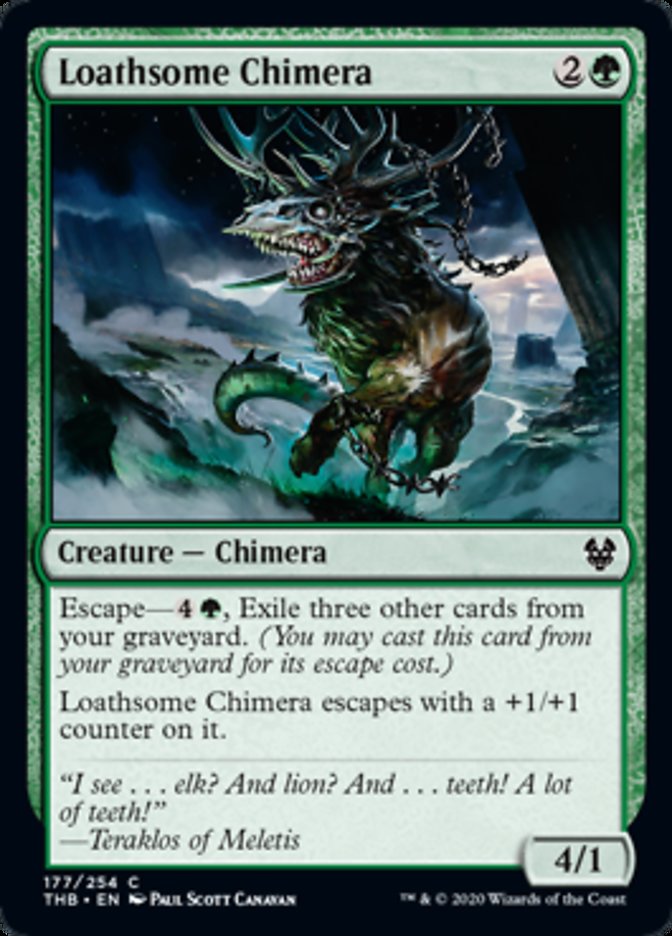 Loathsome Chimera 2
Creature — Chimera
Escape—4, Exile three other cards from
your graveyard. (You may cast this card from
your graveyard for its escape cost.)
Loathsome Chimera escapes with a +1/+1
counter on it.
“I see . . . elk? And lion? And . . . teeth! A lot
of teeth!”
—Teraklos of Meletis
4/1
177/254 C
THB • EN Paul Scott Canavan ™ & © 2020 Wizards of the Coast